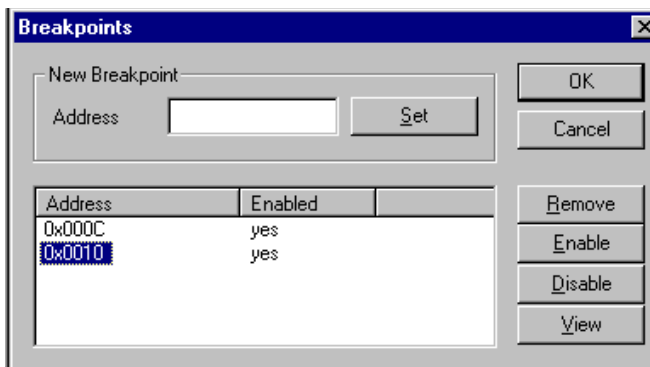 Breakpoints
New Breakpoint
Address
Set
OK
Cancel
Address Enabled
0x000C yes
0x0010 yes
Remove
Enable
Disable
View